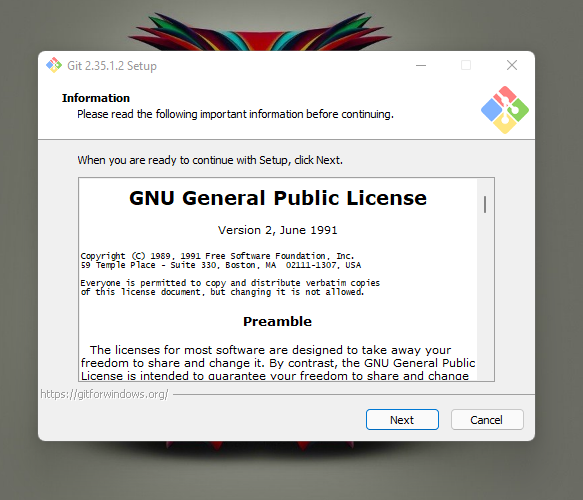 Git 2.35.1.2 Setup
Information
Please read the following important information before continuing.
When you are ready to continue with Setup, click Next.
GNU General Public License
Version 2, June 1991
Copyright (C) 1989, 1991 Free Software Foundation, Inc.
59 Temple Place - Suite 330, Boston, MA  02111-1307, USA
Everyone is permitted to copy and distribute verbatim copies
of this license document, but changing it is not allowed.
Preamble
The licenses for most software are designed to take away your
freedom to share and change it. By contrast, the GNU General Public
License is intended to guarantee your freedom to share and change
https://gitforwindows.org/
Next
Cancel